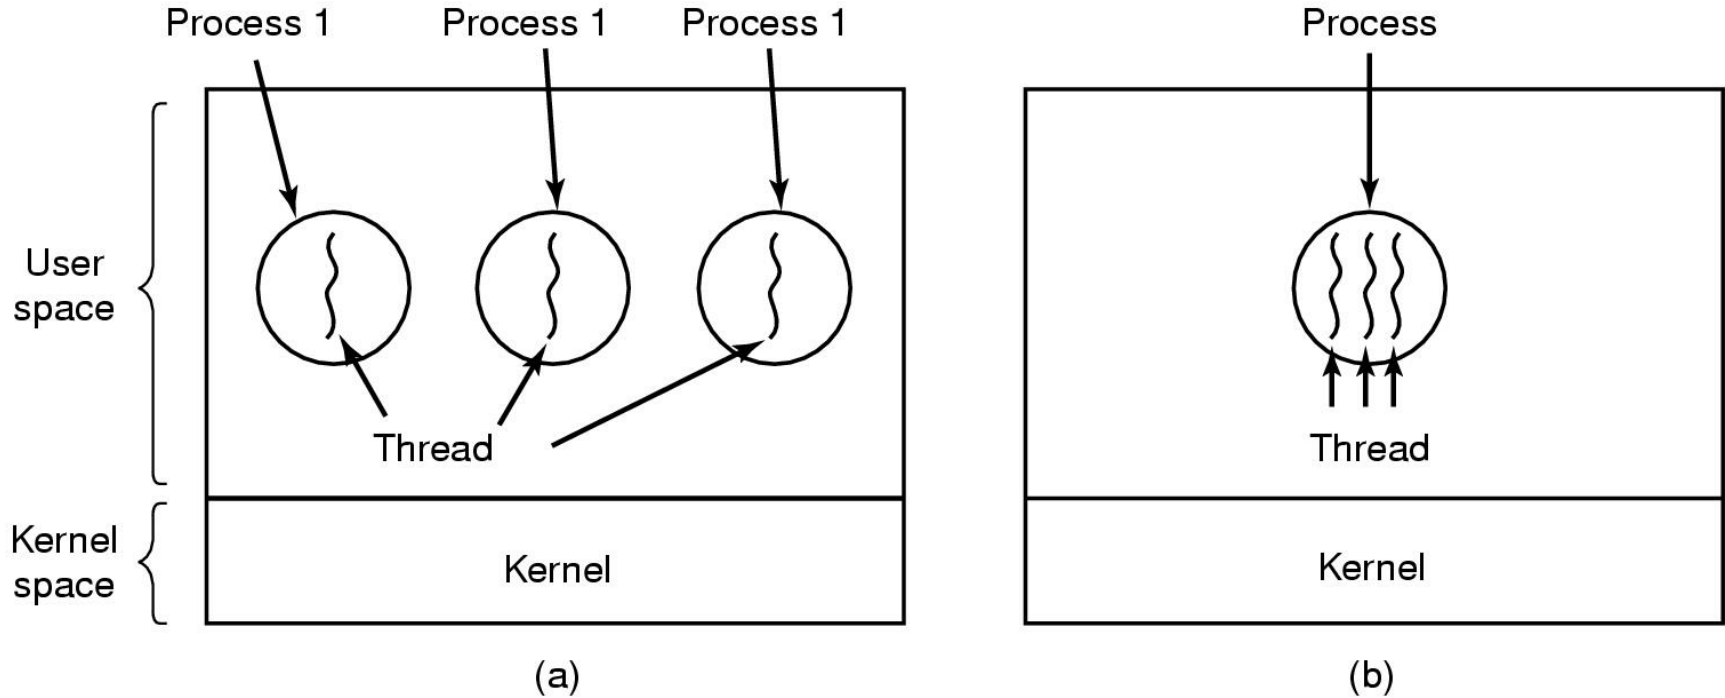 Process 1
Process 1
Process 1
Process
User
space
Thread
Thread
Kernel
space
Kernel
Kernel
(a)
(b)